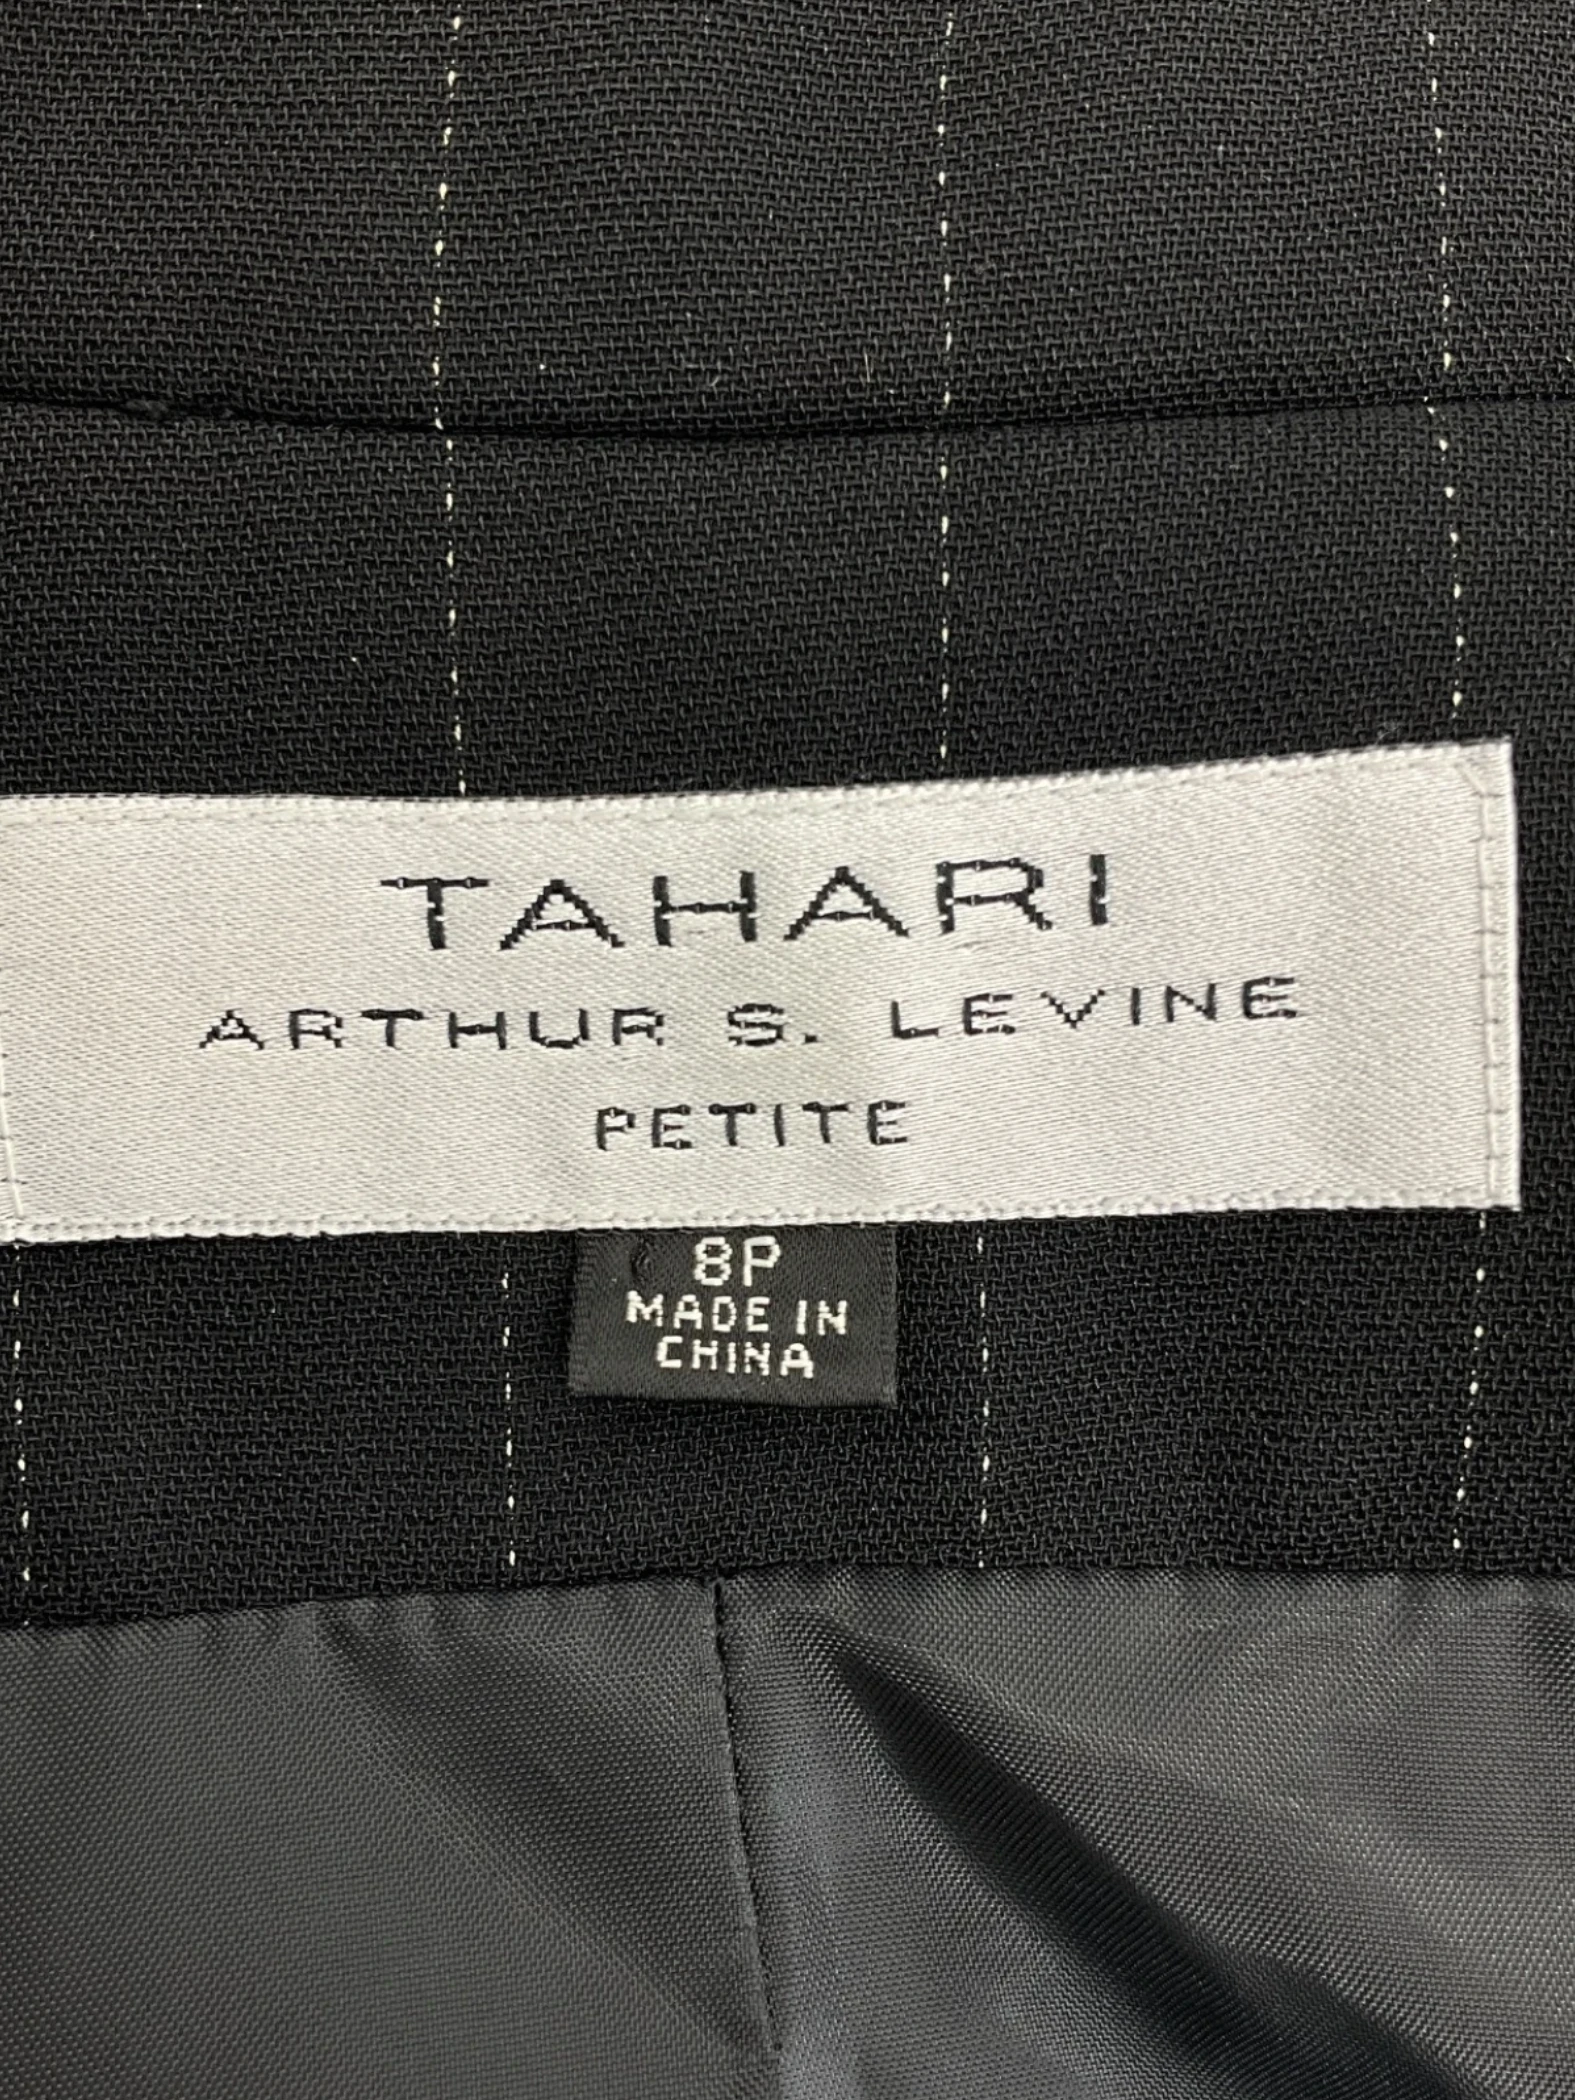 TAHARI
ARTHUR S. LEVINE
PETITE
8P
MADE IN
CHINA